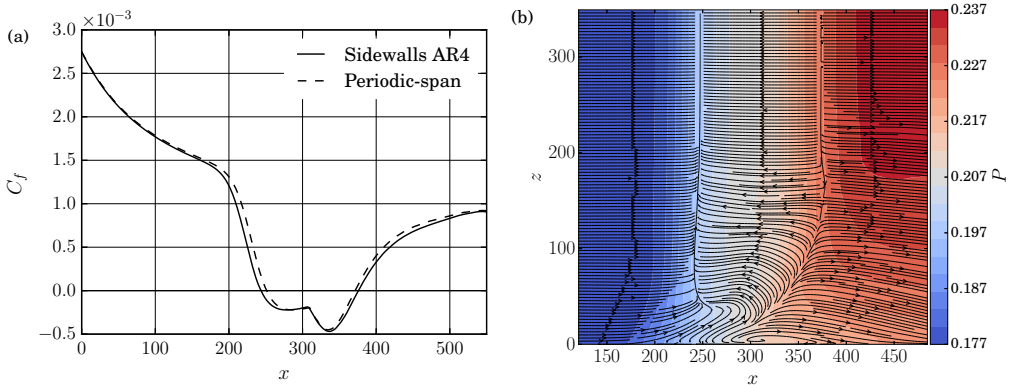 (a)
×10⁻³
3.0
2.5
2.0
1.5
1.0
0.5
0.0
−0.5
C_f
Sidewalls AR4
Periodic-span
0 100 200 300 400 500
x
(b)
300
200
100
0
z
120 200 250 300 350 400 450
x
0.237
0.227
0.217
0.207
0.197
0.187
0.177
P